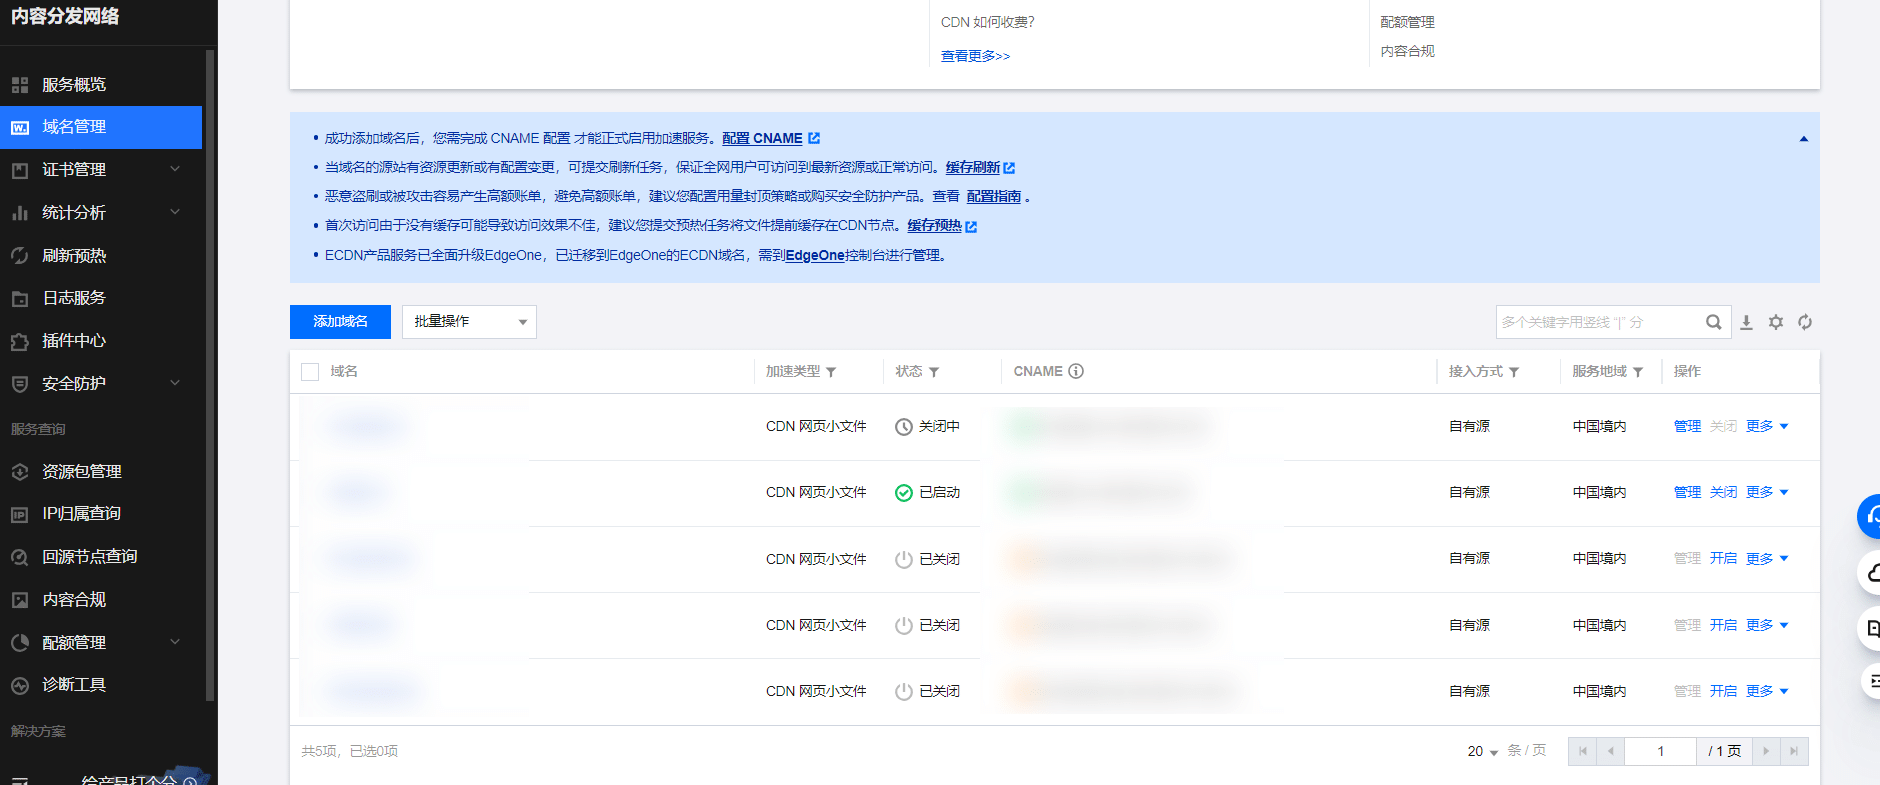 内容分发网络
服务概览
域名管理
证书管理
统计分析
刷新预热
日志服务
插件中心
安全防护
服务查询
资源包管理
IP归属查询
回源节点查询
内容合规
配额管理
诊断工具
解决方案
给产品打个分
CDN 如何收费?
查看更多>>
配额管理
内容合规
• 成功添加域名后，您需完成 CNAME 配置 才能正式启用加速服务。配置 CNAME
• 当域名的源站有资源更新或有配置变更，可提交刷新任务，保证全网用户可访问到最新资源或正常访问。缓存刷新
• 恶意盗刷或被攻击容易产生高额账单，避免高额账单，建议您配置用量封顶策略或购买安全防护产品。查看 配置指南 。
• 首次访问由于没有缓存可能导致访问效果不佳，建议您提交预热任务将文件提前缓存在CDN节点。缓存预热
• ECDN产品服务已全面升级EdgeOne，已迁移到EdgeOne的ECDN域名，需到EdgeOne控制台进行管理。
添加域名 批量操作 多个关键字用竖线 “|” 分
域名 加速类型 状态 CNAME 接入方式 服务地域 操作
CDN 网页小文件 关闭中 自有源 中国境内 管理 关闭 更多
CDN 网页小文件 已启动 自有源 中国境内 管理 关闭 更多
CDN 网页小文件 已关闭 自有源 中国境内 管理 开启 更多
CDN 网页小文件 已关闭 自有源 中国境内 管理 开启 更多
CDN 网页小文件 已关闭 自有源 中国境内 管理 开启 更多
共5项，已选0项 20 条 / 页 1 / 1 页